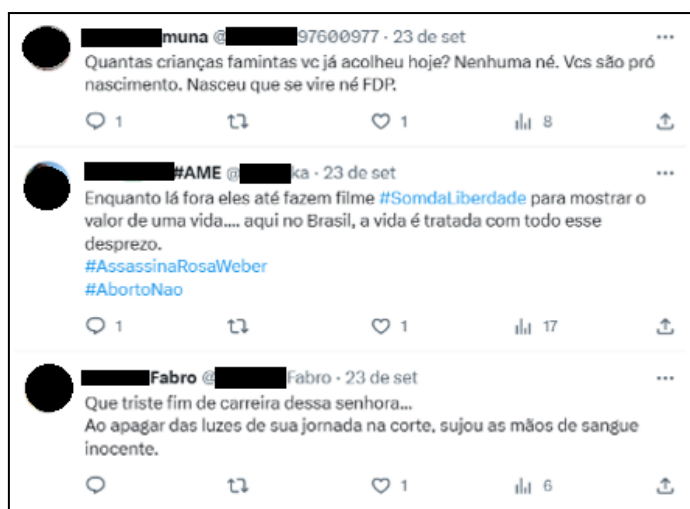 muna @ 97600977 · 23 de set
Quantas crianças famintas vc já acolheu hoje? Nenhuma né. Vcs são pró
nascimento. Nasceu que se vire né FDP.
1 1 8
#AME @ ka · 23 de set
Enquanto lá fora eles até fazem filme #SomdaLiberdade para mostrar o
valor de uma vida.... aqui no Brasil, a vida é tratada com todo esse
desprezo.
#AssassinaRosaWeber
#AbortoNao
1 1 17
Fabro @ Fabro · 23 de set
Que triste fim de carreira dessa senhora...
Ao apagar das luzes de sua jornada na corte, sujou as mãos de sangue
inocente.
1 6